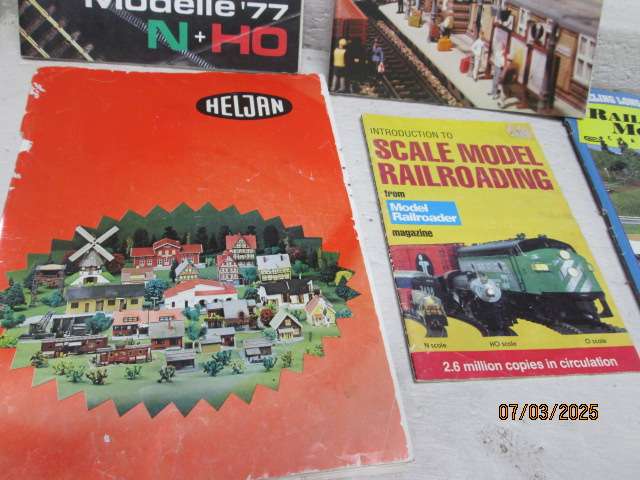 Modelle '77
N+HO
HELJAN
INTRODUCTION TO
SCALE MODEL
RAILROADING
from
Model
Railroader
magazine
N scale
HO scale
O scale
2.6 million copies in circulation
07/03/2025